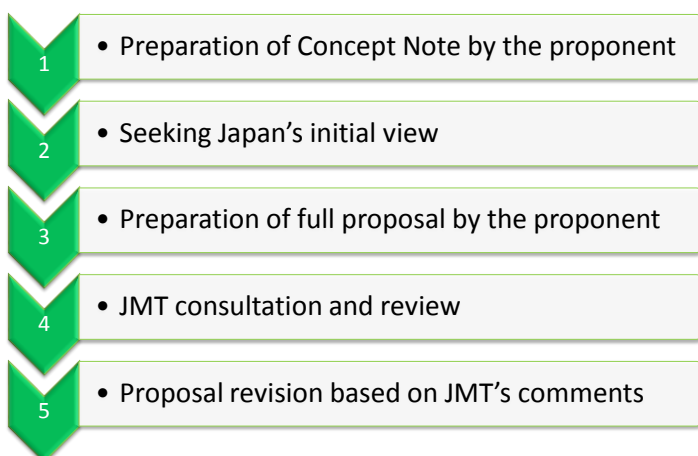 1 • Preparation of Concept Note by the proponent
2 • Seeking Japan’s initial view
3 • Preparation of full proposal by the proponent
4 • JMT consultation and review
5 • Proposal revision based on JMT’s comments